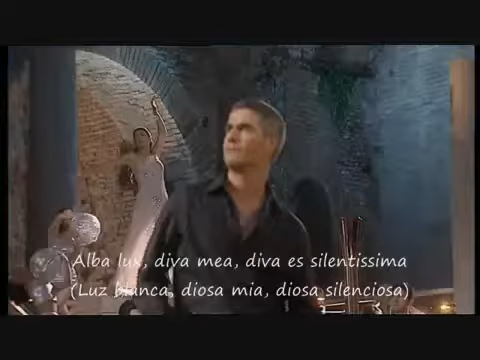 Alba lux, diva mea, diva es silentissima
(Luz blanca, diosa mia, diosa silenciosa)